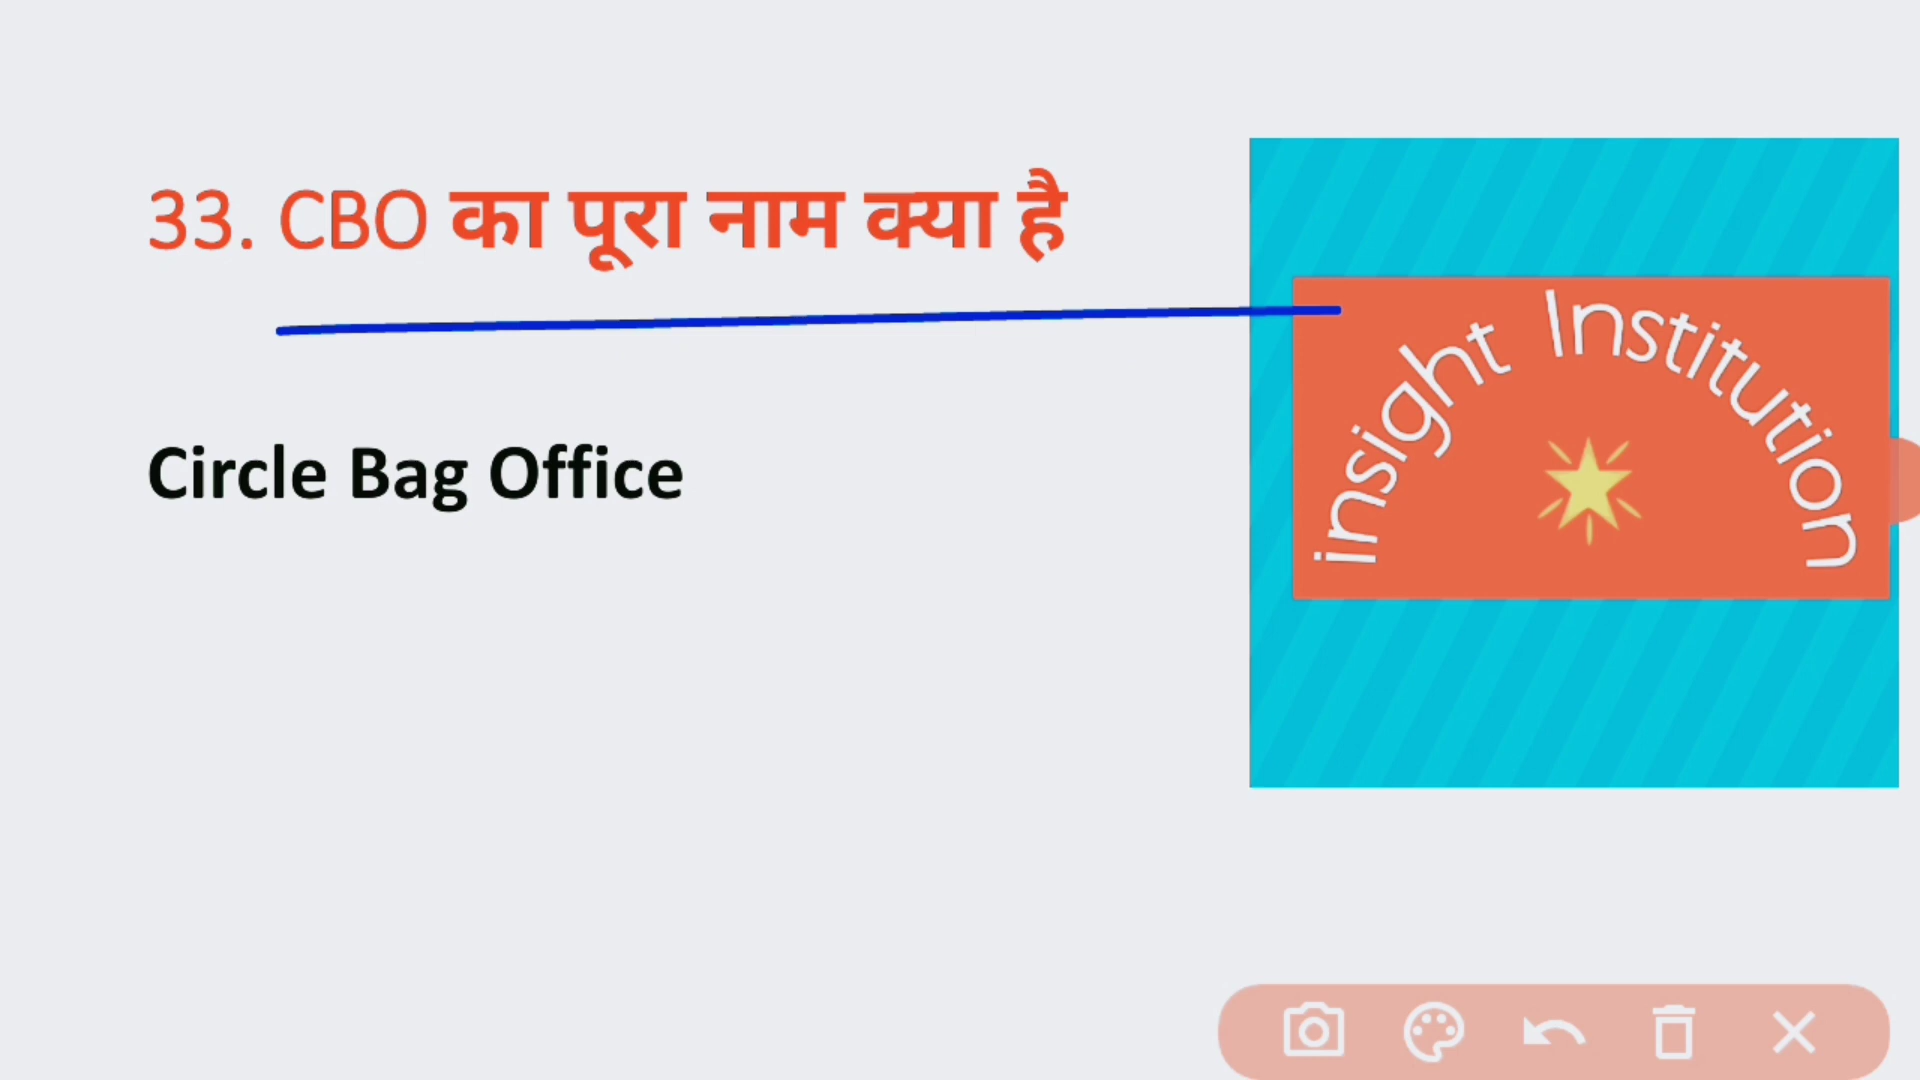 33. CBO का पूरा नाम क्या है
Circle Bag Office
insight Institution